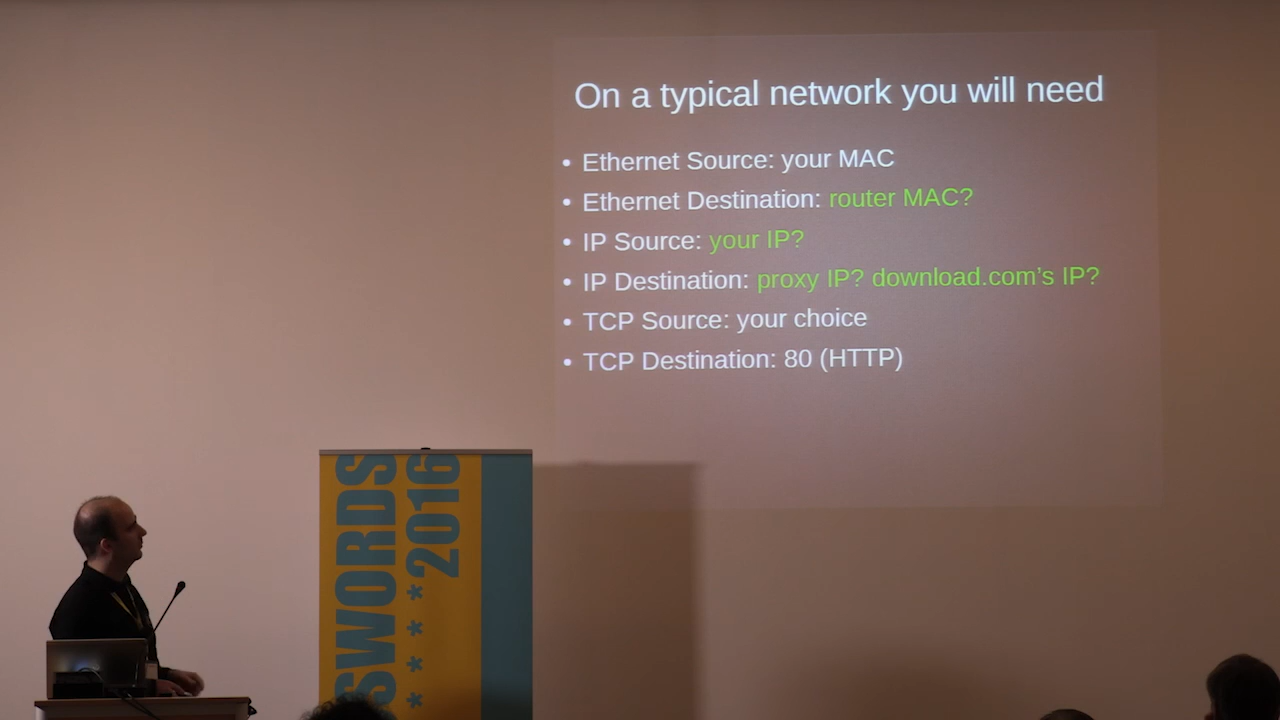 On a typical network you will need
• Ethernet Source: your MAC
• Ethernet Destination: router MAC?
• IP Source: your IP?
• IP Destination: proxy IP? download.com’s IP?
• TCP Source: your choice
• TCP Destination: 80 (HTTP)
SWORDS
****2016